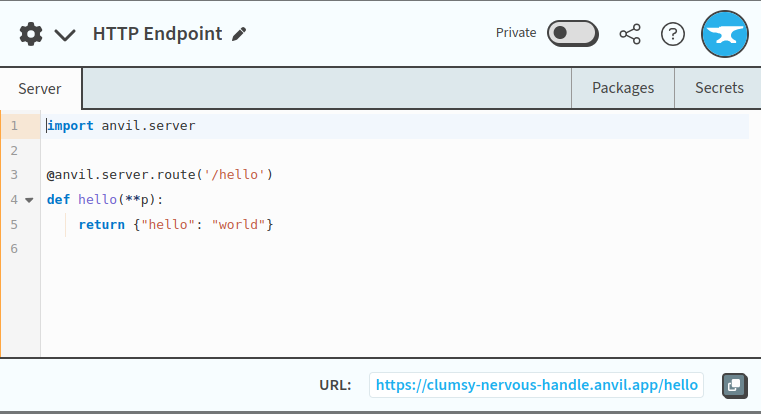 HTTP Endpoint
Private
?
Server
Packages
Secrets
1 import anvil.server
2
3 @anvil.server.route('/hello')
4 def hello(**p):
5     return {"hello": "world"}
6
URL: https://clumsy-nervous-handle.anvil.app/hello